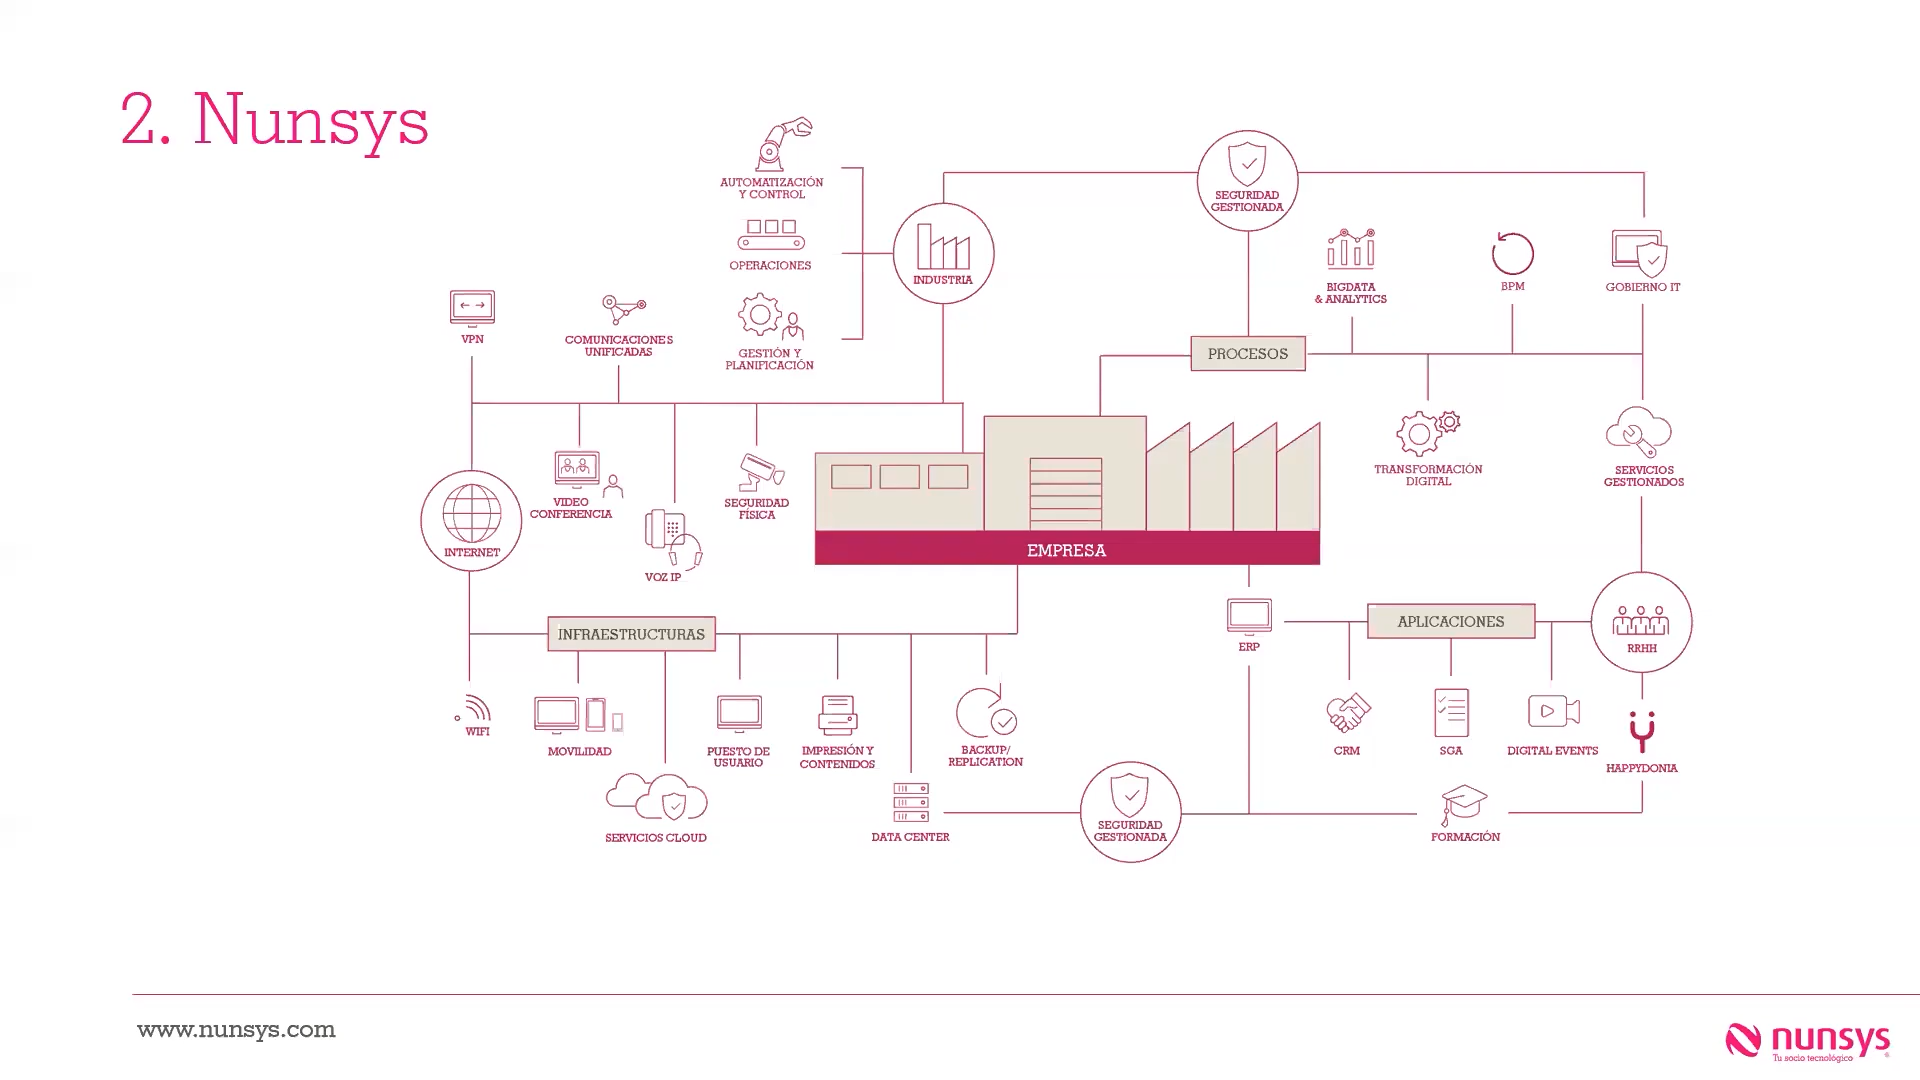 2. Nunsys
AUTOMATIZACIÓN
Y CONTROL
OPERACIONES
GESTIÓN Y
PLANIFICACIÓN
INDUSTRIA
SEGURIDAD
GESTIONADA
BIGDATA
& ANALYTICS
BPM
GOBIERNO IT
VPN
COMUNICACIONES
UNIFICADAS
PROCESOS
VIDEO
CONFERENCIA
VOZ IP
SEGURIDAD
FÍSICA
TRANSFORMACIÓN
DIGITAL
SERVICIOS
GESTIONADOS
INTERNET
EMPRESA
INFRAESTRUCTURAS
ERP
APLICACIONES
RRHH
WIFI
MOVILIDAD
PUESTO DE
USUARIO
IMPRESIÓN Y
CONTENIDOS
BACKUP/
REPLICATION
CRM
SGA
DIGITAL EVENTS
HAPPYDONIA
SERVICIOS CLOUD
DATA CENTER
SEGURIDAD
GESTIONADA
FORMACIÓN
www.nunsys.com
nunsys
Tu socio tecnológico